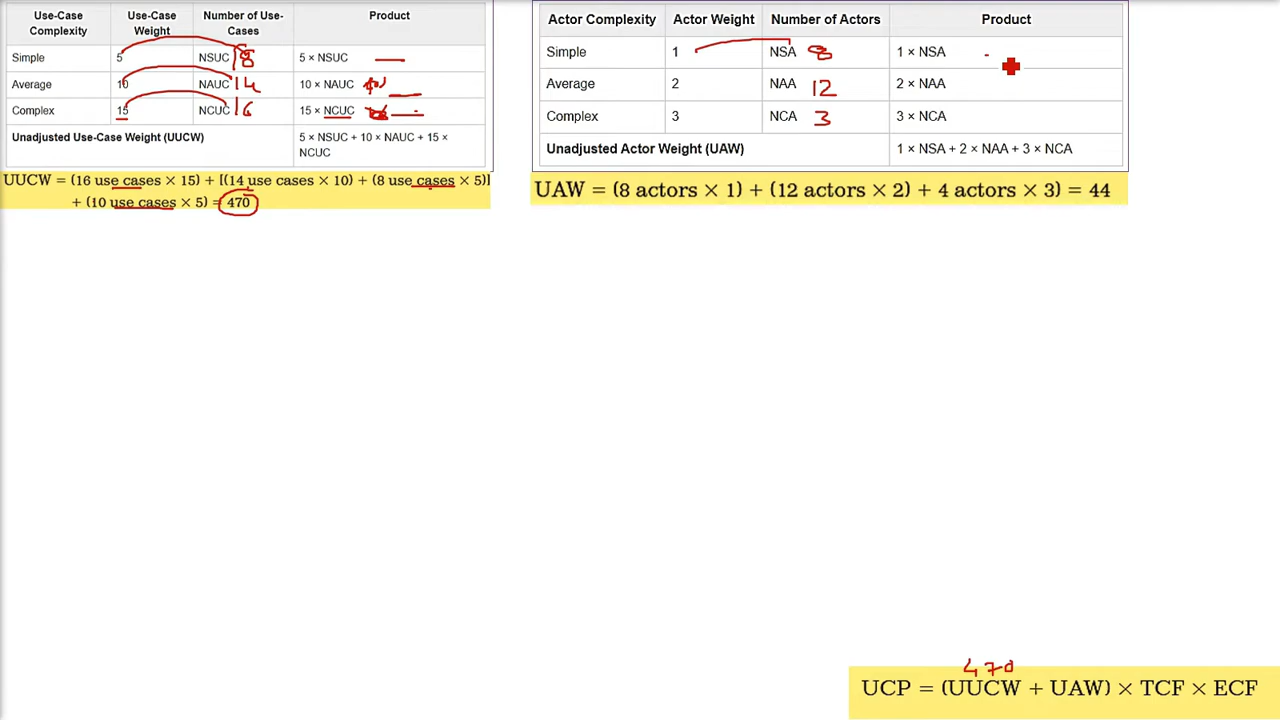 Use-Case Complexity Use-Case Weight Number of Use-Cases Product
Simple 5 NSUC 8 5 × NSUC
Average 10 NAUC 14 10 × NAUC
Complex 15 NCUC 16 15 × NCUC
Unadjusted Use-Case Weight (UUCW) 5 × NSUC + 10 × NAUC + 15 ×
NCUC
UUCW = (16 use cases × 15) + [(14 use cases × 10) + (8 use cases × 5)]
+ (10 use cases × 5) = 470
Actor Complexity Actor Weight Number of Actors Product
Simple 1 NSA 8 1 × NSA
Average 2 NAA 12 2 × NAA
Complex 3 NCA 3 3 × NCA
Unadjusted Actor Weight (UAW) 1 × NSA + 2 × NAA + 3 × NCA
UAW = (8 actors × 1) + (12 actors × 2) + 4 actors × 3) = 44
470
UCP = (UUCW + UAW) × TCF × ECF